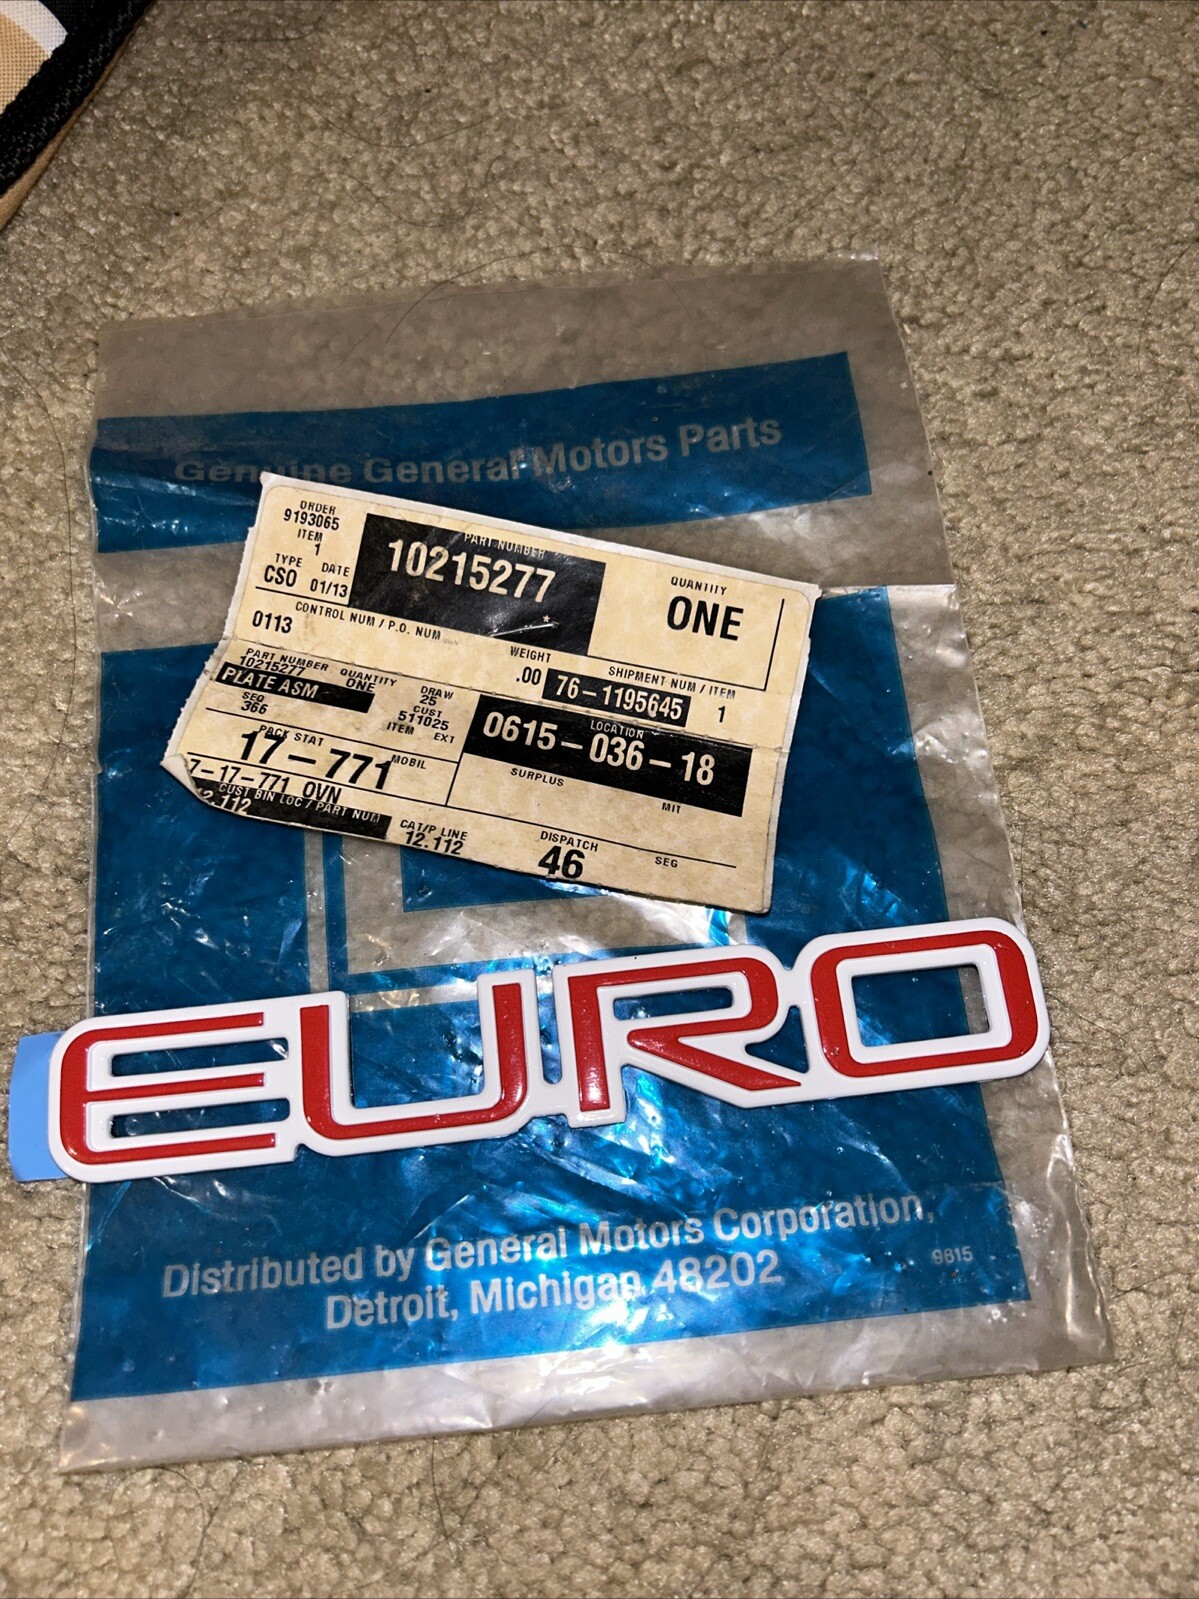 Genuine General Motors Parts
ORDER
9193065
ITEM
1
TYPE DATE
CSO 01/13
PART NUMBER
10215277
QUANTITY
ONE
CONTROL NUM / P.O. NUM
0113
WEIGHT
.00
SHIPMENT NUM / ITEM
76-1195645 1
PART NUMBER QUANTITY
10215277 ONE
PLATE ASM
SEQ
366
DRAW
25
CUST
511025
ITEM EXT
LOCATION
0615-036-18
PACK STAT
17-771
MOBIL
7-17-771 OVN
CUST BIN LOC / PART NUM
2.112
SURPLUS
MIT
CAT/P LINE
12.112
DISPATCH
46
SEG
EURO
Distributed by General Motors Corporation,
Detroit, Michigan 48202
9815